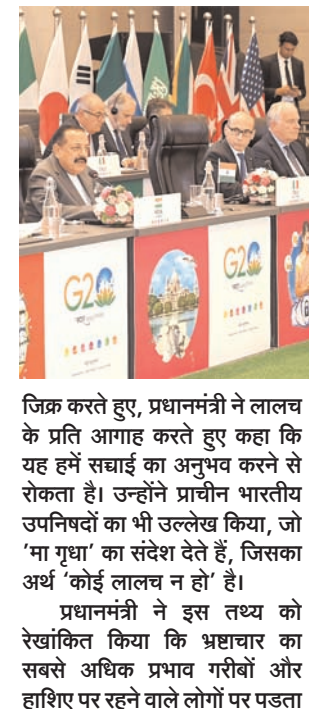 G20
G20
जिक्र करते हुए, प्रधानमंत्री ने लालच
के प्रति आगाह करते हुए कहा कि
यह हमें सच्चाई का अनुभव करने से
रोकता है। उन्होंने प्राचीन भारतीय
उपनिषदों का भी उल्लेख किया, जो
'मा गृधा' का संदेश देते हैं, जिसका
अर्थ 'कोई लालच न हो' है।
प्रधानमंत्री ने इस तथ्य को
रेखांकित किया कि भ्रष्टाचार का
सबसे अधिक प्रभाव गरीबों और
हाशिए पर रहने वाले लोगों पर पडता